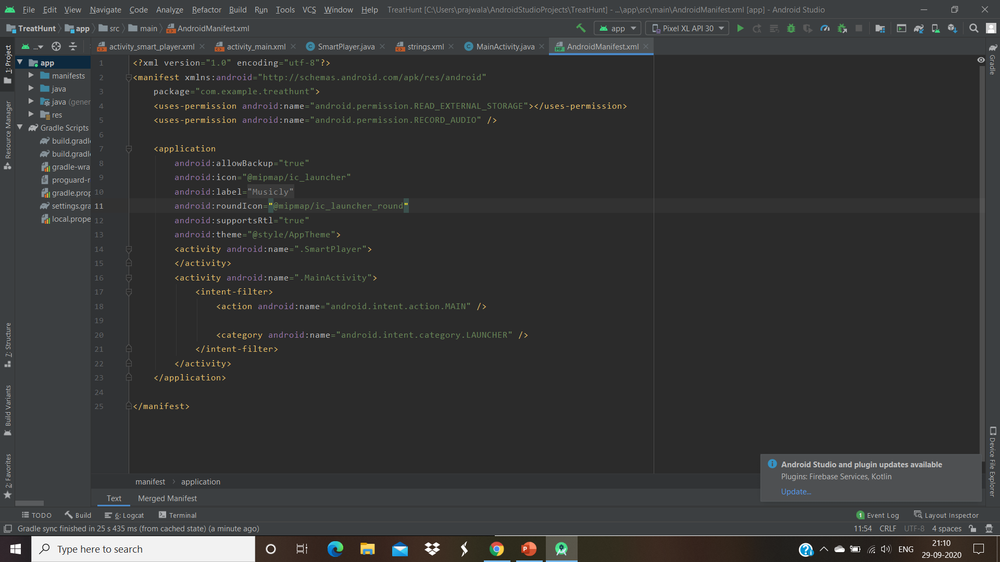 File Edit View Navigate Code Analyze Refactor Build Run Tools VCS Window Help TreatHunt [C:\Users\prajwala\AndroidStudioProjects\TreatHunt] - ...\app\src\main\AndroidManifest.xml [app] - Android Studio
TreatHunt app src main AndroidManifest.xml app Pixel XL API 30
... activity_smart_player.xml activity_main.xml SmartPlayer.java strings.xml MainActivity.java AndroidManifest.xml
1: Project
Resource Manager
7: Structure
Build Variants
2: Favorites
app
manifests
java
java (gener
res
Gradle Scripts
build.gradle
build.gradle
gradle-wra
proguard-r
gradle.prop
settings.gra
local.prope
1 <?xml version="1.0" encoding="utf-8"?>
2 <manifest xmlns:android="http://schemas.android.com/apk/res/android"
3 package="com.example.treathunt">
4 <uses-permission android:name="android.permission.READ_EXTERNAL_STORAGE"></uses-permission>
5 <uses-permission android:name="android.permission.RECORD_AUDIO" />
6
7 <application
8 android:allowBackup="true"
9 android:icon="@mipmap/ic_launcher"
10 android:label="Musicly"
11 android:roundIcon="@mipmap/ic_launcher_round"
12 android:supportsRtl="true"
13 android:theme="@style/AppTheme">
14 <activity android:name=".SmartPlayer">
15 </activity>
16 <activity android:name=".MainActivity">
17 <intent-filter>
18 <action android:name="android.intent.action.MAIN" />
19
20 <category android:name="android.intent.category.LAUNCHER" />
21 </intent-filter>
22 </activity>
23 </application>
24
25 </manifest>
Gradle
Device File Explorer
Android Studio and plugin updates available
Plugins: Firebase Services, Kotlin
Update...
manifest application
Text Merged Manifest
TODO Build 6: Logcat Terminal 1 Event Log Layout Inspector
Gradle sync finished in 25 s 435 ms (from cached state) (a minute ago) 11:54 CRLF UTF-8 4 spaces
Type here to search ENG 21:10
29-09-2020